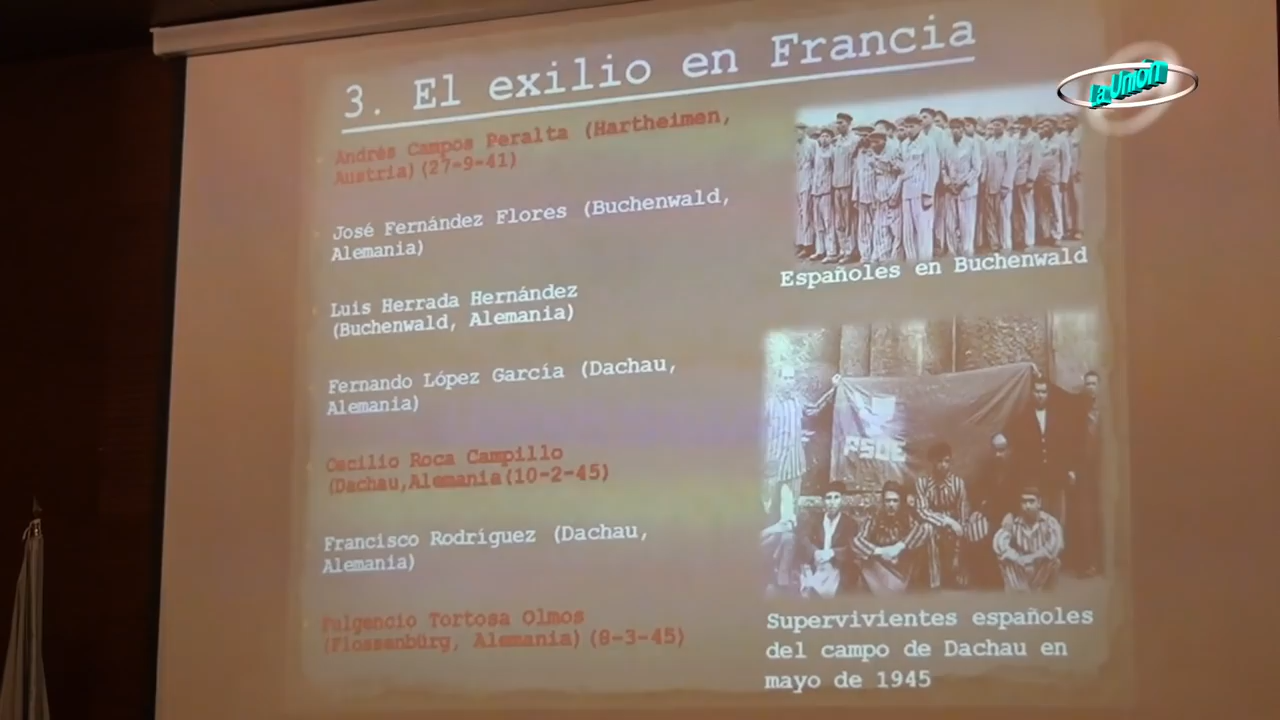 3. El exilio en Francia
Andrés Campos Peralta (Hartheimen,
Austria)(27-9-41)
José Fernández Flores (Buchenwald,
Alemania)
Luis Herrada Hernández
(Buchenwald, Alemania)
Fernando López García (Dachau,
Alemania)
Cecilio Roca Campillo
(Dachau,Alemania(10-2-45)
Francisco Rodríguez (Dachau,
Alemania)
Fulgencio Tortosa Olmos
(Flossenbürg, Alemania)(8-3-45)
La Unión
Españoles en Buchenwald
PSOE
Supervivientes españoles
del campo de Dachau en
mayo de 1945